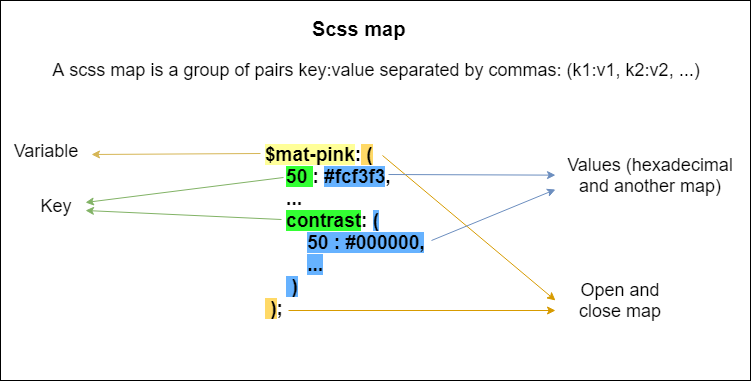 Scss map
A scss map is a group of pairs key:value separated by commas: (k1:v1, k2:v2, ...)
Variable
Key
$mat-pink: (
50 : #fcf3f3,
...
contrast: (
50 : #000000,
...
)
);
Values (hexadecimal
and another map)
Open and
close map